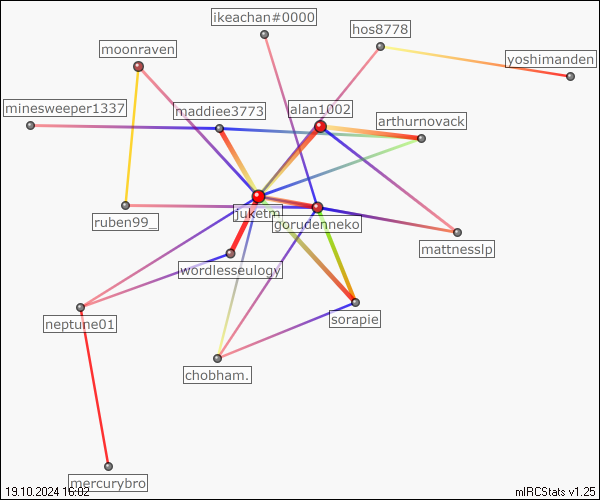 ikeachan#0000
hos8778
moonraven
yoshimanden
minesweeper1337
maddiee3773
alan1002
arthurnovack
juketm
gorudenneko
ruben99_
mattnesslp
wordlesseulogy
sorapie
neptune01
chobham.
mercurybro
19.10.2024 16:02
mIRCStats v1.25